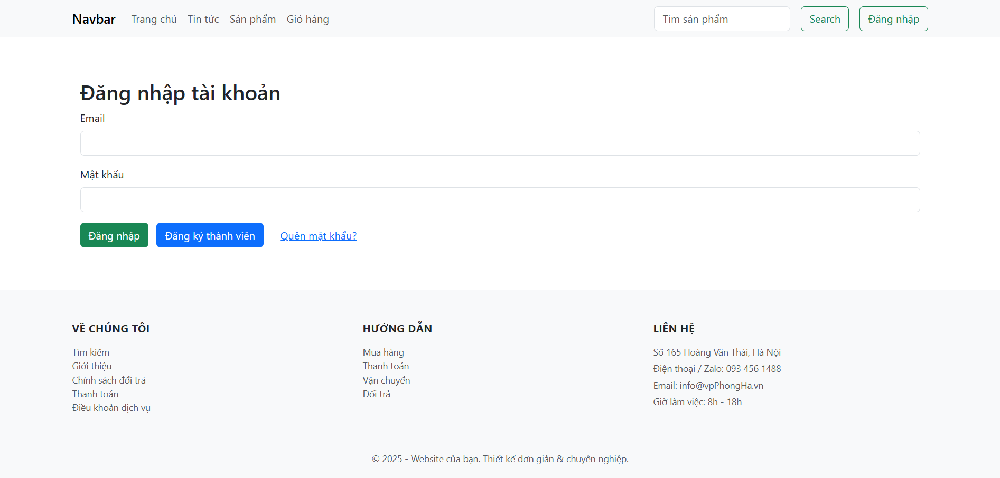 Navbar Trang chủ Tin tức Sản phẩm Giỏ hàng Tìm sản phẩm Search Đăng nhập
Đăng nhập tài khoản
Email
Mật khẩu
Đăng nhập Đăng ký thành viên Quên mật khẩu?
VỀ CHÚNG TÔI
Tìm kiếm
Giới thiệu
Chính sách đổi trả
Thanh toán
Điều khoản dịch vụ
HƯỚNG DẪN
Mua hàng
Thanh toán
Vận chuyển
Đổi trả
LIÊN HỆ
Số 165 Hoàng Văn Thái, Hà Nội
Điện thoại / Zalo: 093 456 1488
Email: info@vpPhongHa.vn
Giờ làm việc: 8h - 18h
© 2025 - Website của bạn. Thiết kế đơn giản & chuyên nghiệp.